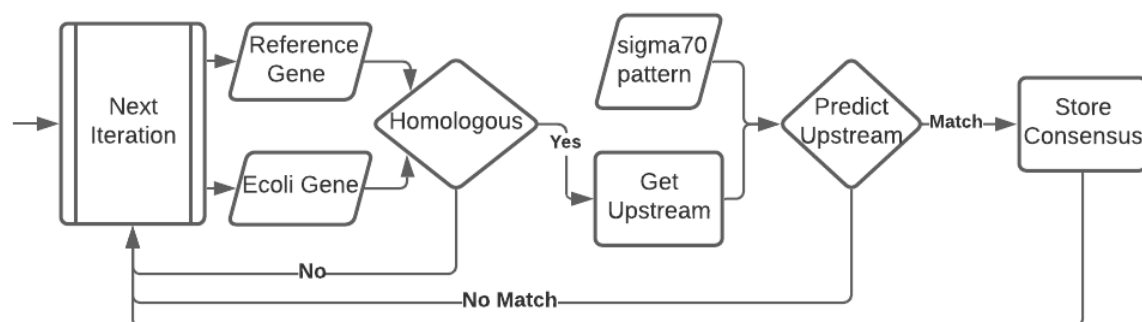 Next
Iteration
Reference
Gene
Ecoli Gene
Homologous
Yes
No
sigma70
pattern
Get
Upstream
Predict
Upstream
Match
No Match
Store
Consensus